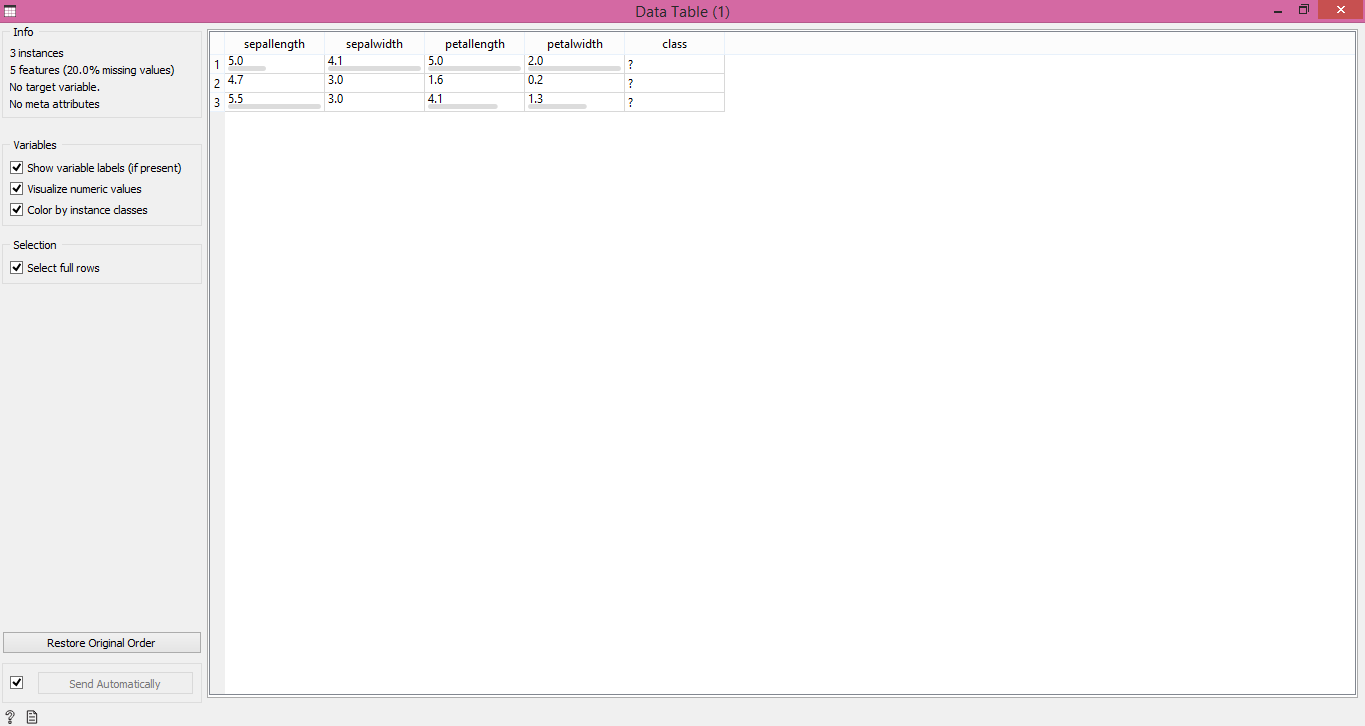 Data Table (1)
Info
3 instances
5 features (20.0% missing values)
No target variable.
No meta attributes
Variables
Show variable labels (if present)
Visualize numeric values
Color by instance classes
Selection
Select full rows
Restore Original Order
Send Automatically
?
sepallength sepalwidth petallength petalwidth class
1 5.0 4.1 5.0 2.0 ?
2 4.7 3.0 1.6 0.2 ?
3 5.5 3.0 4.1 1.3 ?